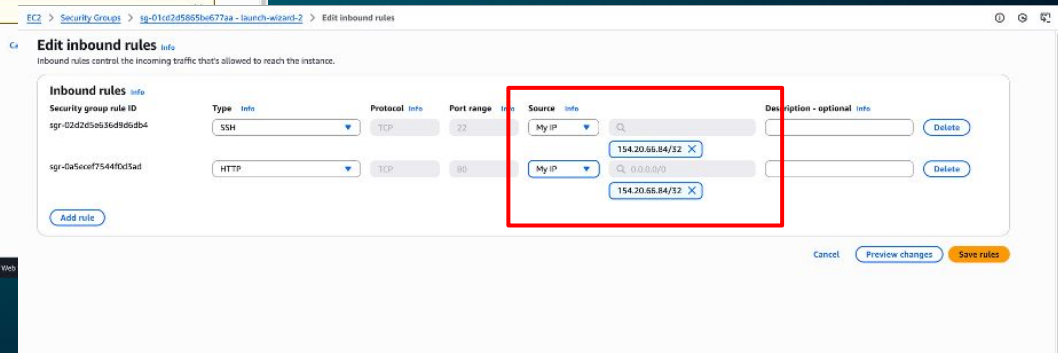 EC2 > Security Groups > sg-01cd2d5865be677aa - launch-wizard-2 > Edit inbound rules
Edit inbound rules Info
Inbound rules control the incoming traffic that's allowed to reach the instance.
Inbound rules Info
Security group rule ID Type Info Protocol Info Port range Info Source Info Description - optional Info
sgr-02d2d5e636d9d6db4 SSH TCP 22 My IP Delete
154.20.66.84/32
sgr-0a5ecef7544f0d3ad HTTP TCP 80 My IP 0.0.0.0/0 Delete
154.20.66.84/32
Add rule
Cancel Preview changes Save rules
Web